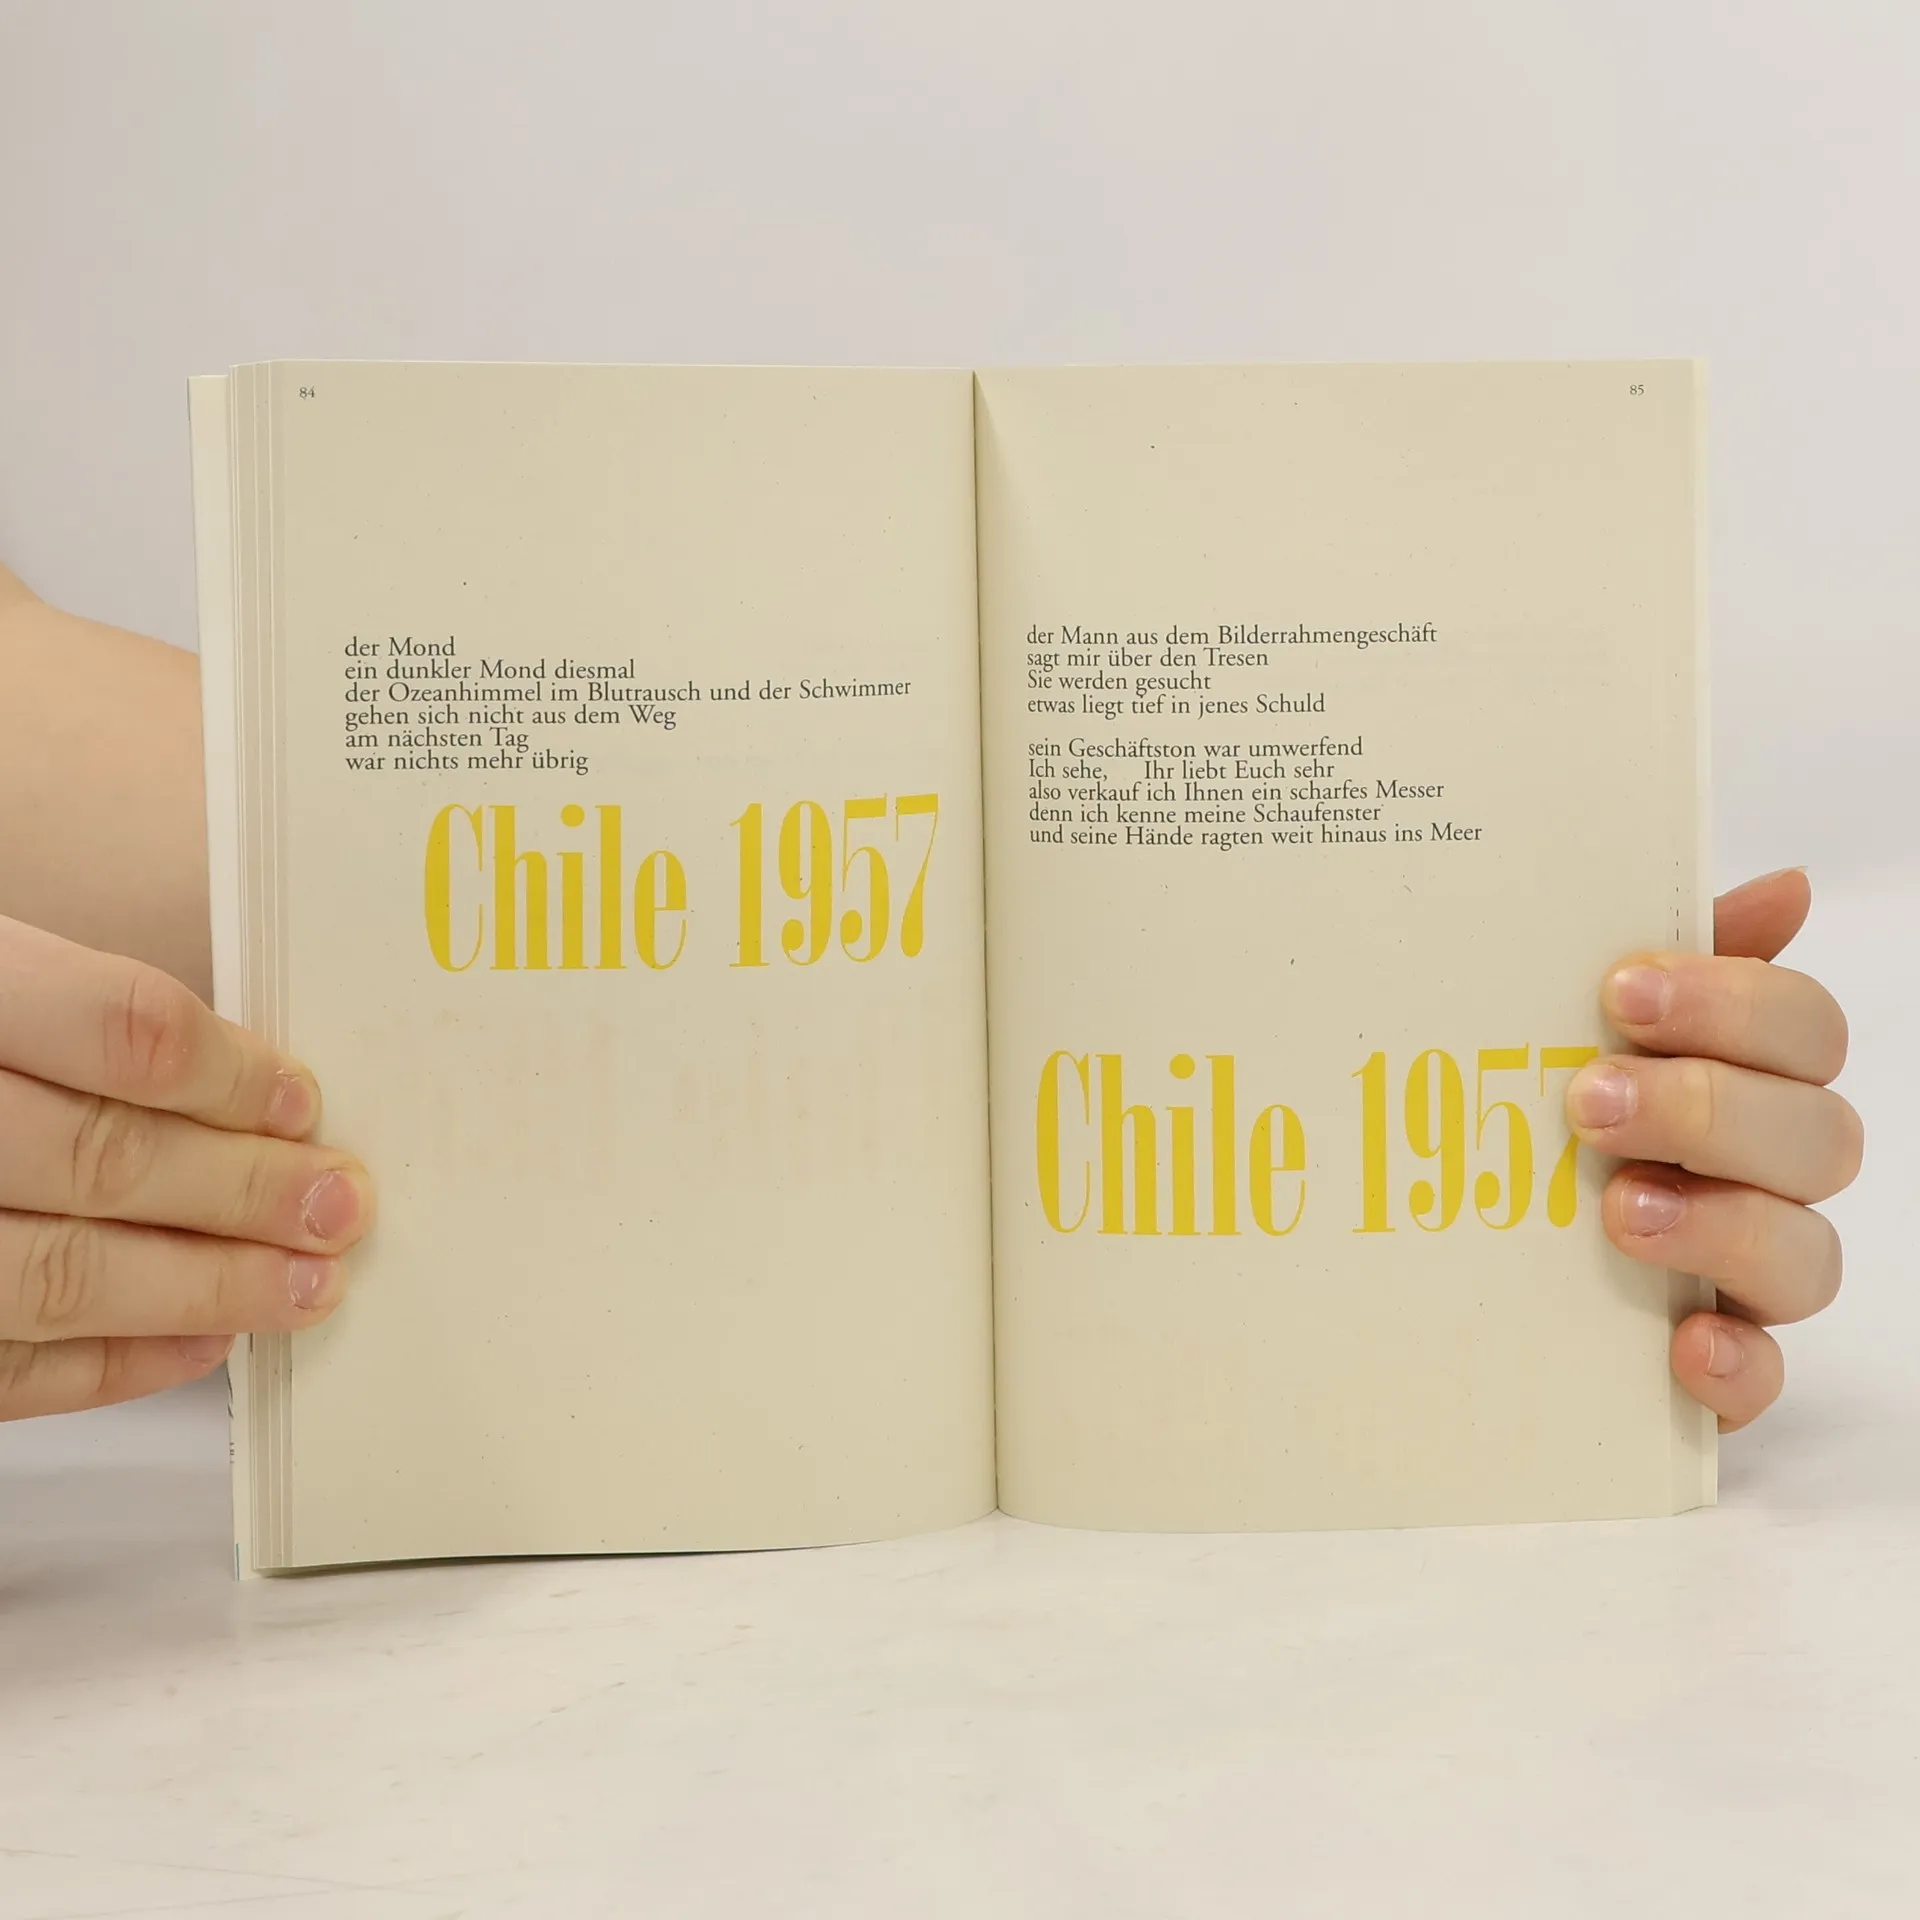 84
der Mond
ein dunkler Mond diesmal
der Ozeanhimmel im Blutrausch und der Schwimmer
gehen sich nicht aus dem Weg
am nächsten Tag
war nichts mehr übrig
Chile 1957
85
der Mann aus dem Bilderrahmengeschäft
sagt mir über den Tresen
Sie werden gesucht
etwas liegt tief in jenes Schuld
sein Geschäftston war umwerfend
Ich sehe, Ihr liebt Euch sehr
also verkauf ich Ihnen ein scharfes Messer
denn ich kenne meine Schaufenster
und seine Hände ragten weit hinaus ins Meer
Chile 1957